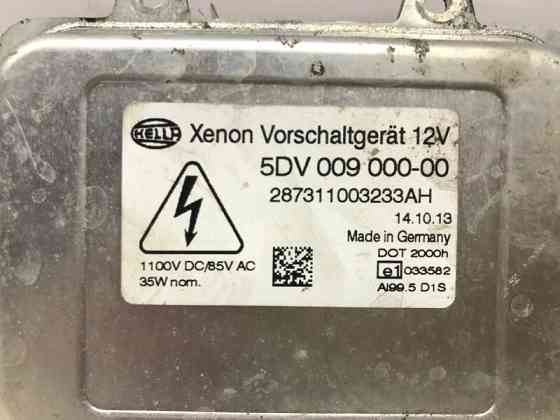 HELLA Xenon Vorschaltgerät 12V
5DV 009 000-00
287311003233AH
14.10.13
Made in Germany
DOT 2000h
1100V DC/85V AC
e1 033582
35W nom.
AI99.5 D1S